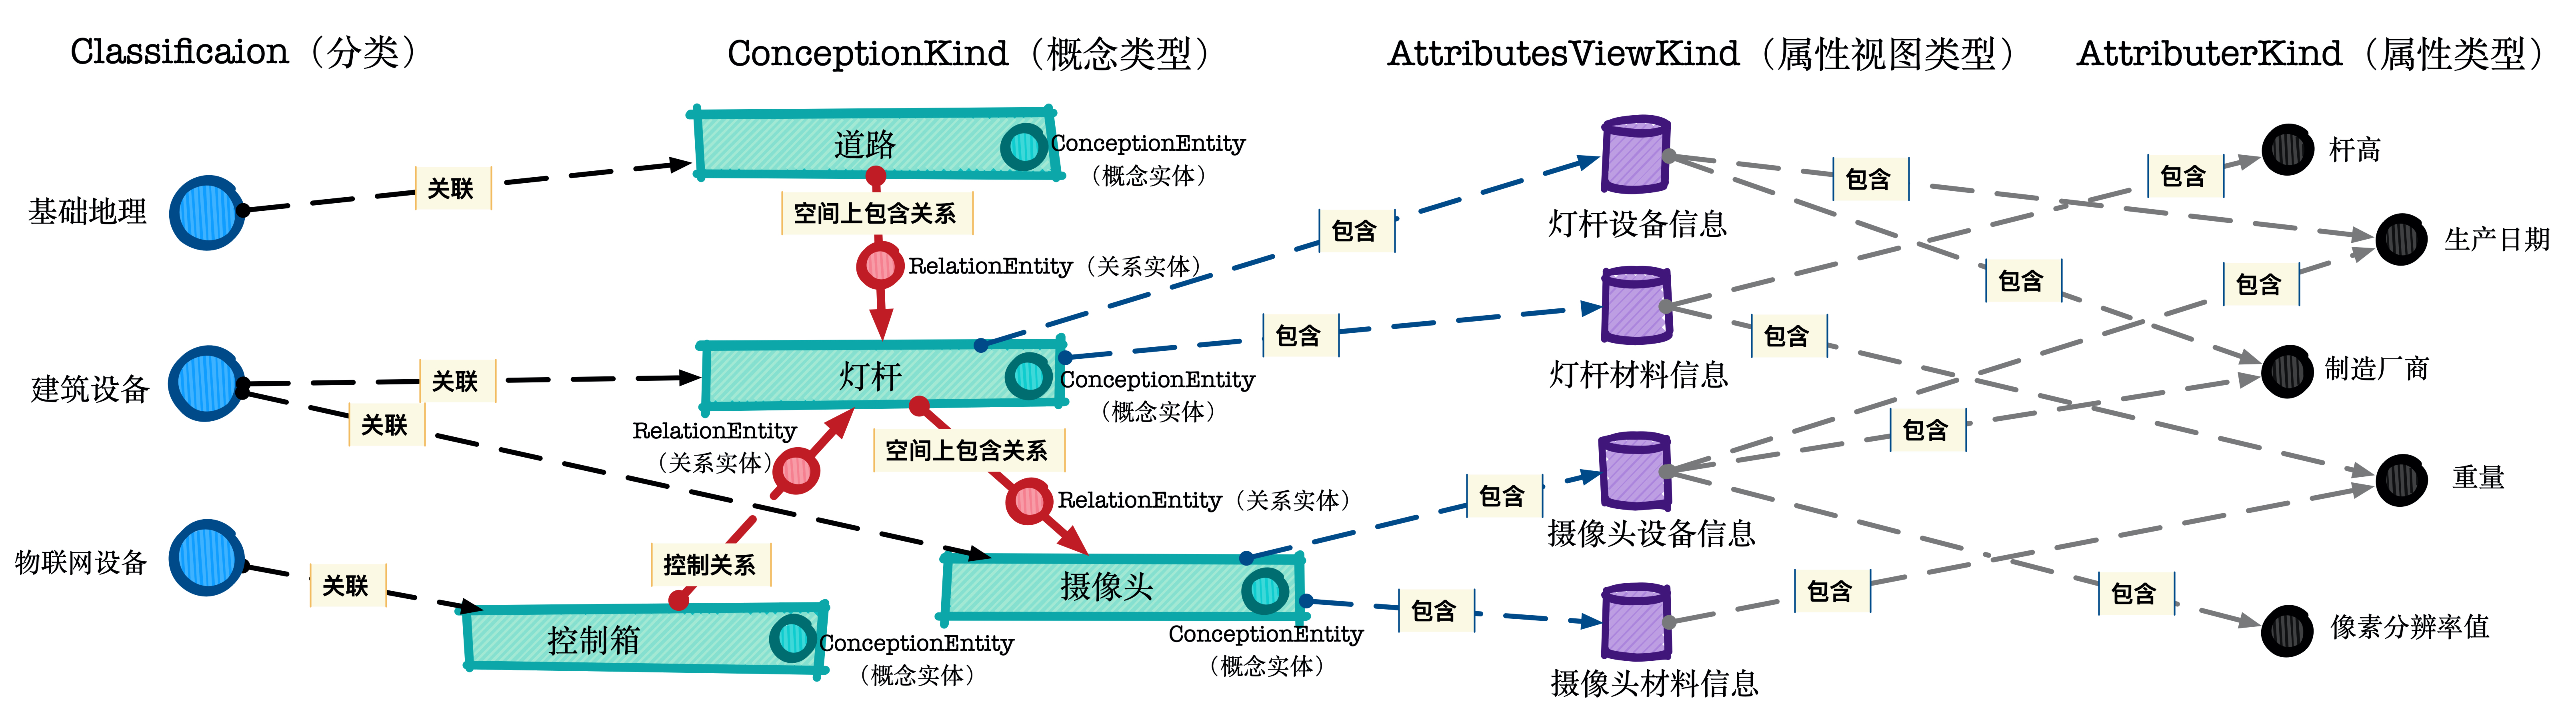 Classificaion（分类）
ConceptionKind（概念类型）
AttributesViewKind（属性视图类型）
AttributerKind（属性类型）
基础地理
关联
道路
ConceptionEntity
（概念实体）
空间上包含关系
RelationEntity（关系实体）
建筑设备
关联
关联
灯杆
ConceptionEntity
（概念实体）
RelationEntity
（关系实体）
空间上包含关系
RelationEntity（关系实体）
物联网设备
关联
控制关系
控制箱
ConceptionEntity
（概念实体）
摄像头
ConceptionEntity
（概念实体）
包含
包含
包含
包含
灯杆设备信息
灯杆材料信息
摄像头设备信息
摄像头材料信息
包含
包含
包含
包含
包含
包含
包含
包含
杆高
生产日期
制造厂商
重量
像素分辨率值